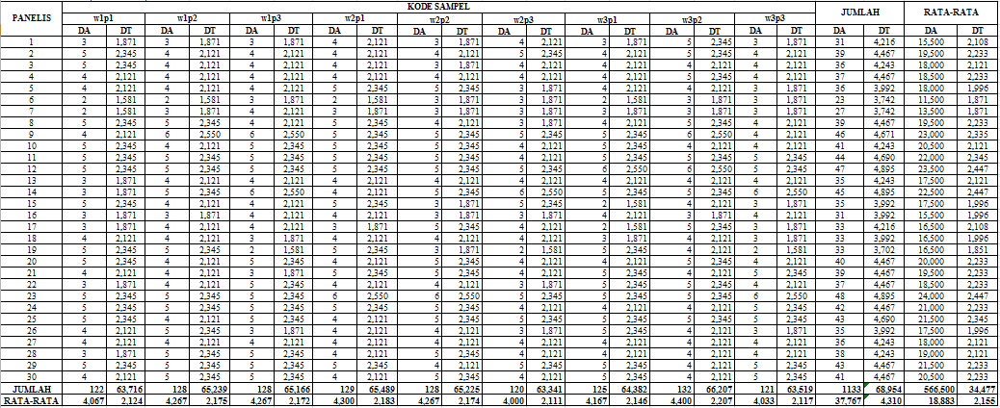 KODE SAMPEL
PANELIS w1p1 w1p2 w1p3 w2p1 w2p2 w2p3 w3p1 w3p2 w3p3 JUMLAH RATA-RATA
DA DT DA DT DA DT DA DT DA DT DA DT DA DT DA DT DA DT DA DT DA DT
1 3 1,871 3 1,871 3 1,871 4 2,121 3 1,871 4 2,121 3 1,871 5 2,345 3 1,871 31 4,216 15,500 2,108
2 5 2,345 4 2,121 4 2,121 4 2,121 4 2,121 5 2,345 4 2,121 5 2,345 4 2,121 39 4,467 19,500 2,233
3 5 2,345 4 2,121 4 2,121 4 2,121 3 1,871 4 2,121 4 2,121 4 2,121 4 2,121 36 4,243 18,000 2,121
4 4 2,121 4 2,121 4 2,121 4 2,121 4 2,121 4 2,121 4 2,121 5 2,345 4 2,121 37 4,467 18,500 2,233
5 4 2,121 4 2,121 4 2,121 5 2,345 5 2,345 3 1,871 4 2,121 4 2,121 3 1,871 36 3,992 18,000 1,996
6 2 1,581 2 1,581 3 1,871 2 1,581 3 1,871 3 1,871 2 1,581 3 1,871 3 1,871 23 3,742 11,500 1,871
7 2 1,581 3 1,871 4 2,121 3 1,871 3 1,871 3 1,871 3 1,871 3 1,871 3 1,871 27 3,742 13,500 1,871
8 5 2,345 5 2,345 4 2,121 5 2,345 4 2,121 3 1,871 4 2,121 5 2,345 4 2,121 39 4,467 19,500 2,233
9 4 2,121 6 2,550 6 2,550 5 2,345 5 2,345 5 2,345 5 2,345 6 2,550 4 2,121 46 4,671 23,000 2,335
10 5 2,345 4 2,121 5 2,345 5 2,345 5 2,345 4 2,121 5 2,345 4 2,121 4 2,121 41 4,243 20,500 2,121
11 5 2,345 5 2,345 5 2,345 5 2,345 5 2,345 4 2,121 5 2,345 5 2,345 5 2,345 44 4,690 22,000 2,345
12 5 2,345 5 2,345 5 2,345 5 2,345 5 2,345 5 2,345 6 2,550 6 2,550 5 2,345 47 4,895 23,500 2,447
13 3 1,871 4 2,121 4 2,121 4 2,121 4 2,121 4 2,121 4 2,121 4 2,121 4 2,121 35 4,243 17,500 2,121
14 3 1,871 5 2,345 6 2,550 4 2,121 5 2,345 6 2,550 5 2,345 5 2,345 6 2,550 45 4,895 22,500 2,447
15 5 2,345 4 2,121 4 2,121 5 2,345 3 1,871 5 2,345 2 1,581 4 2,121 3 1,871 35 3,992 17,500 1,996
16 3 1,871 3 1,871 4 2,121 4 2,121 3 1,871 3 1,871 4 2,121 3 1,871 4 2,121 31 3,992 15,500 1,996
17 3 1,871 4 2,121 4 2,121 3 1,871 5 2,345 4 2,121 2 1,581 5 2,345 3 1,871 33 4,216 16,500 2,108
18 4 2,121 4 2,121 3 1,871 4 2,121 4 2,121 4 2,121 3 1,871 4 2,121 3 1,871 33 3,992 16,500 1,996
19 5 2,345 5 2,345 2 1,581 5 2,345 3 1,871 2 1,581 5 2,345 4 2,121 2 1,581 33 3,702 16,500 1,851
20 5 2,345 4 2,121 5 2,345 4 2,121 5 2,345 4 2,121 4 2,121 5 2,345 4 2,121 40 4,467 20,000 2,233
21 4 2,121 4 2,121 3 1,871 5 2,345 4 2,121 5 2,345 5 2,345 4 2,121 5 2,345 39 4,467 19,500 2,233
22 3 1,871 4 2,121 5 2,345 4 2,121 4 2,121 3 1,871 5 2,345 5 2,345 4 2,121 37 4,467 18,500 2,233
23 5 2,345 5 2,345 5 2,345 6 2,550 6 2,550 5 2,345 5 2,345 5 2,345 6 2,550 48 4,895 24,000 2,447
24 5 2,345 5 2,345 5 2,345 5 2,345 5 2,345 4 2,121 4 2,121 4 2,121 5 2,345 42 4,467 21,000 2,233
25 5 2,345 4 2,121 5 2,345 4 2,121 5 2,345 5 2,345 5 2,345 5 2,345 5 2,345 43 4,690 21,500 2,345
26 4 2,121 5 2,345 3 1,871 4 2,121 4 2,121 3 1,871 5 2,345 4 2,121 3 1,871 35 3,992 17,500 1,996
27 4 2,121 4 2,121 4 2,121 4 2,121 4 2,121 4 2,121 4 2,121 4 2,121 4 2,121 36 4,243 18,000 2,121
28 3 1,871 5 2,345 5 2,345 4 2,121 4 2,121 4 2,121 4 2,121 5 2,345 4 2,121 38 4,243 19,000 2,121
29 5 2,345 5 2,345 5 2,345 5 2,345 4 2,121 5 2,345 5 2,345 4 2,121 5 2,345 43 4,467 21,500 2,233
30 4 2,121 5 2,345 5 2,345 4 2,121 5 2,345 4 2,121 5 2,345 4 2,121 5 2,345 41 4,467 20,500 2,233
JUMLAH 122 63,716 128 65,239 128 65,166 129 65,489 128 65,225 120 63,341 125 64,382 132 66,207 121 63,519 1133 68,954 566,500 34,477
RATA-RATA 4,067 2,124 4,267 2,175 4,267 2,172 4,300 2,183 4,267 2,174 4,000 2,111 4,167 2,146 4,400 2,207 4,033 2,117 37,767 4,310 18,883 2,155